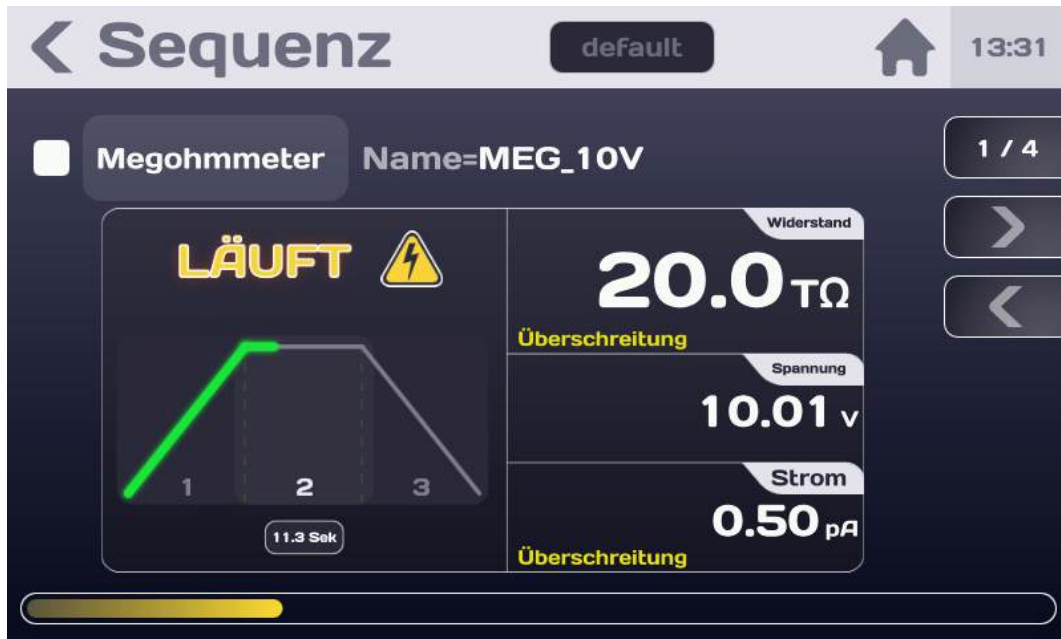 Sequenz
default
13:31
Megohmmeter
Name=MEG_10V
1 / 4
LÄUFT
Widerstand
20.0 TΩ
Überschreitung
Spannung
10.01 V
Strom
0.50 pA
Überschreitung
1
2
3
11.3 Sek